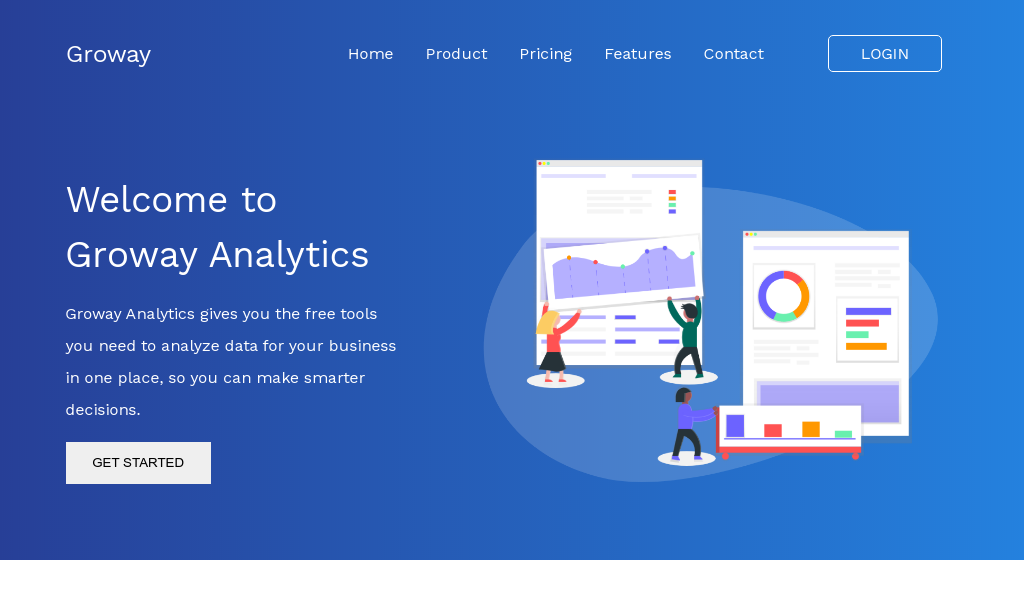 Groway
Home
Product
Pricing
Features
Contact
LOGIN
Welcome to
Groway Analytics
Groway Analytics gives you the free tools
you need to analyze data for your business
in one place, so you can make smarter
decisions.
GET STARTED